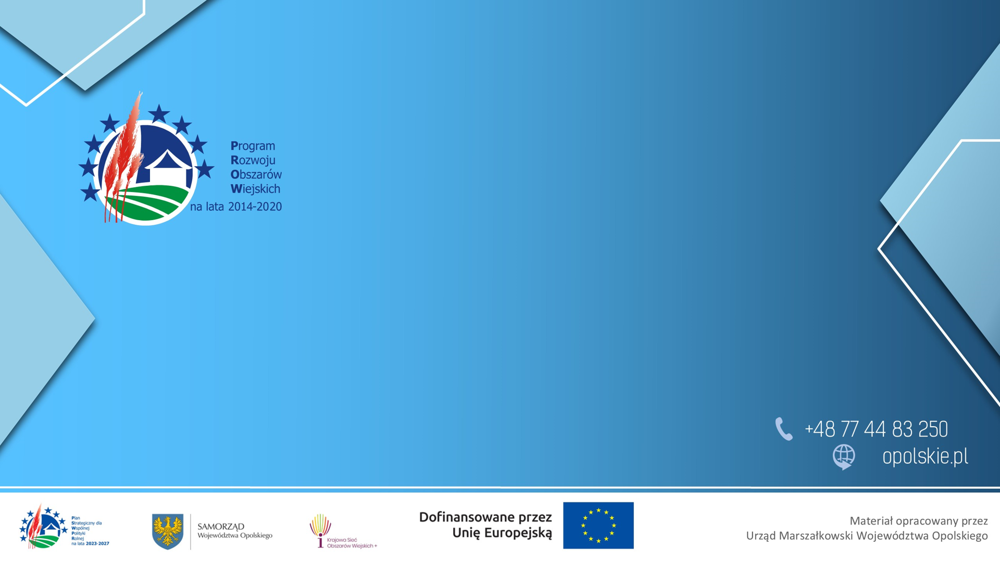 Program
Rozwoju
Obszarów
Wiejskich
na lata 2014-2020
+48 77 44 83 250
opolskie.pl
Plan
Strategiczny dla
Wspólnej
Polityki
Rolnej
na lata 2023-2027
SAMORZĄD
Województwa Opolskiego
Krajowa Sieć
Obszarów Wiejskich +
Dofinansowane przez
Unię Europejską
Materiał opracowany przez
Urząd Marszałkowski Województwa Opolskiego